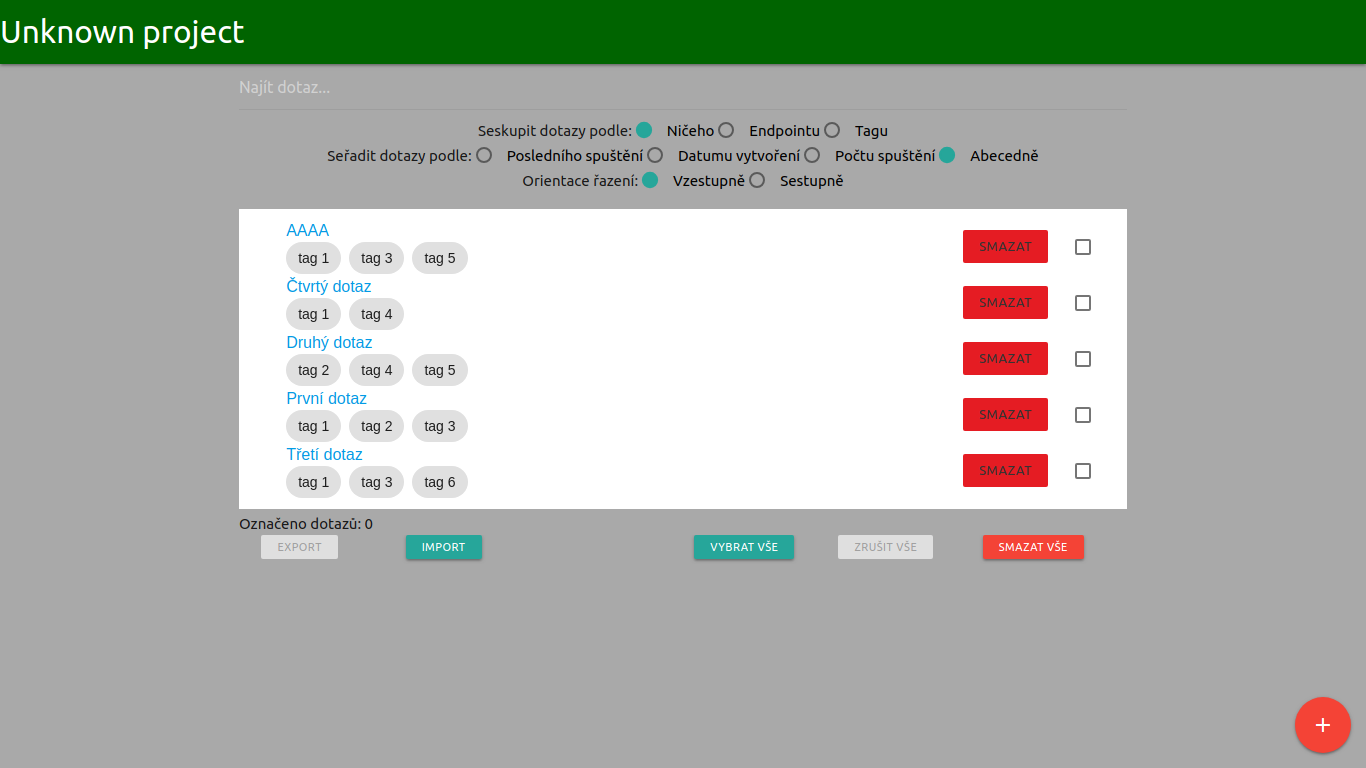 Unknown project
Najít dotaz...
Seskupit dotazy podle: Ničeho Endpointu Tagu
Seřadit dotazy podle: Posledního spuštění Datumu vytvoření Počtu spuštění Abecedně
Orientace řazení: Vzestupně Sestupně
AAAA
tag 1 tag 3 tag 5 SMAZAT
Čtvrtý dotaz
tag 1 tag 4 SMAZAT
Druhý dotaz
tag 2 tag 4 tag 5 SMAZAT
První dotaz
tag 1 tag 2 tag 3 SMAZAT
Třetí dotaz
tag 1 tag 3 tag 6 SMAZAT
Označeno dotazů: 0
EXPORT IMPORT VYBRAT VŠE ZRUŠIT VŠE SMAZAT VŠE
+